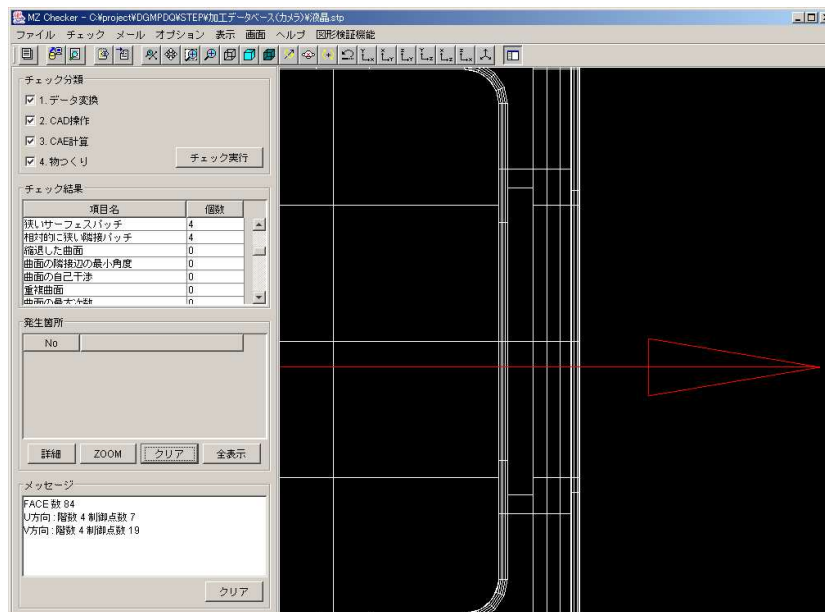 MZ Checker - C:¥project¥DGMPDQ¥STEP¥加工データベース(カメラ)¥液晶.stp
ファイル チェック メール オプション 表示 画面 ヘルプ 図形検証機能
チェック分類
1. データ変換
2. CAD操作
3. CAE計算
4. 物つくり
チェック実行
チェック結果
項目名 個数
狭いサーフェスパッチ 4
相対的に狭い隣接パッチ 4
縮退した曲面 0
曲面の隣接辺の最小角度 0
曲面の自己干渉 0
重複曲面 0
曲面の最大次数 0
発生箇所
No
詳細 ZOOM クリア 全表示
メッセージ
FACE 数 84
U方向 : 階数 4 制御点数 7
V方向 : 階数 4 制御点数 19
クリア